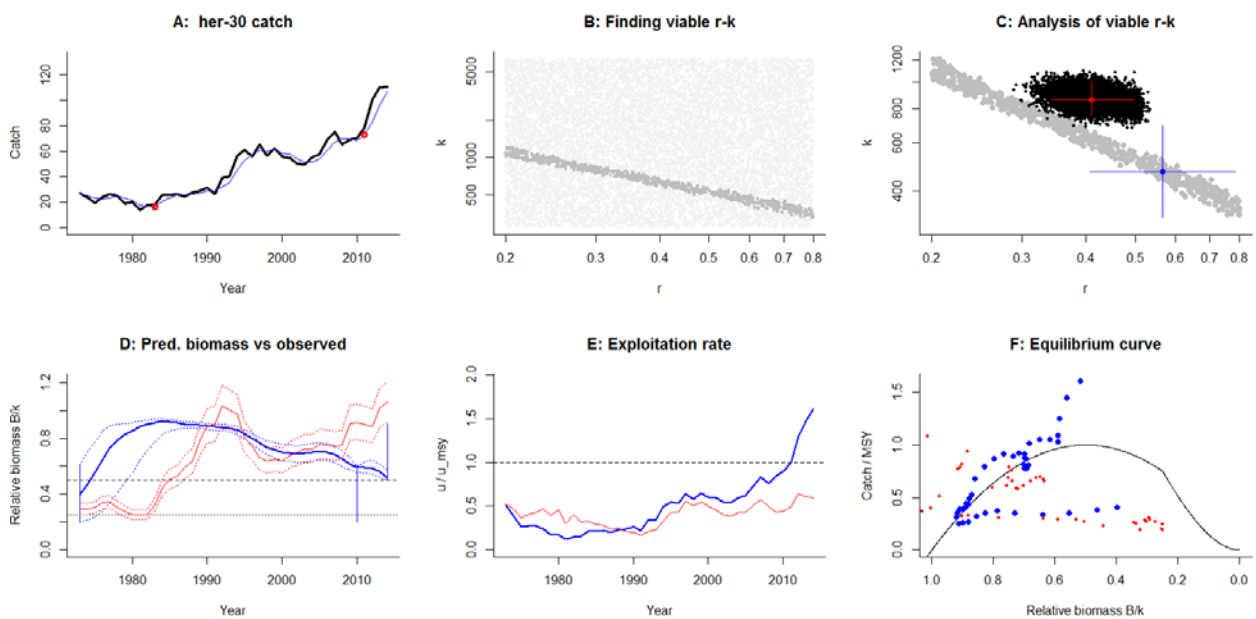 A: her-30 catch
B: Finding viable r-k
C: Analysis of viable r-k
Catch
0 20 40 60 80 120
1980 1990 2000 2010
Year
k
500 1000 5000
0.2 0.3 0.4 0.5 0.6 0.7 0.8
r
k
400 600 800 1200
0.2 0.3 0.4 0.5 0.6 0.7 0.8
r
D: Pred. biomass vs observed
E: Exploitation rate
F: Equilibrium curve
Relative biomass B/k
0.0 0.4 0.8 1.2
1980 1990 2000 2010
Year
u / u_msy
0.0 0.5 1.0 1.5 2.0
1980 1990 2000 2010
Year
Catch / MSY
0.0 0.5 1.0 1.5
1.0 0.8 0.6 0.4 0.2 0.0
Relative biomass B/k